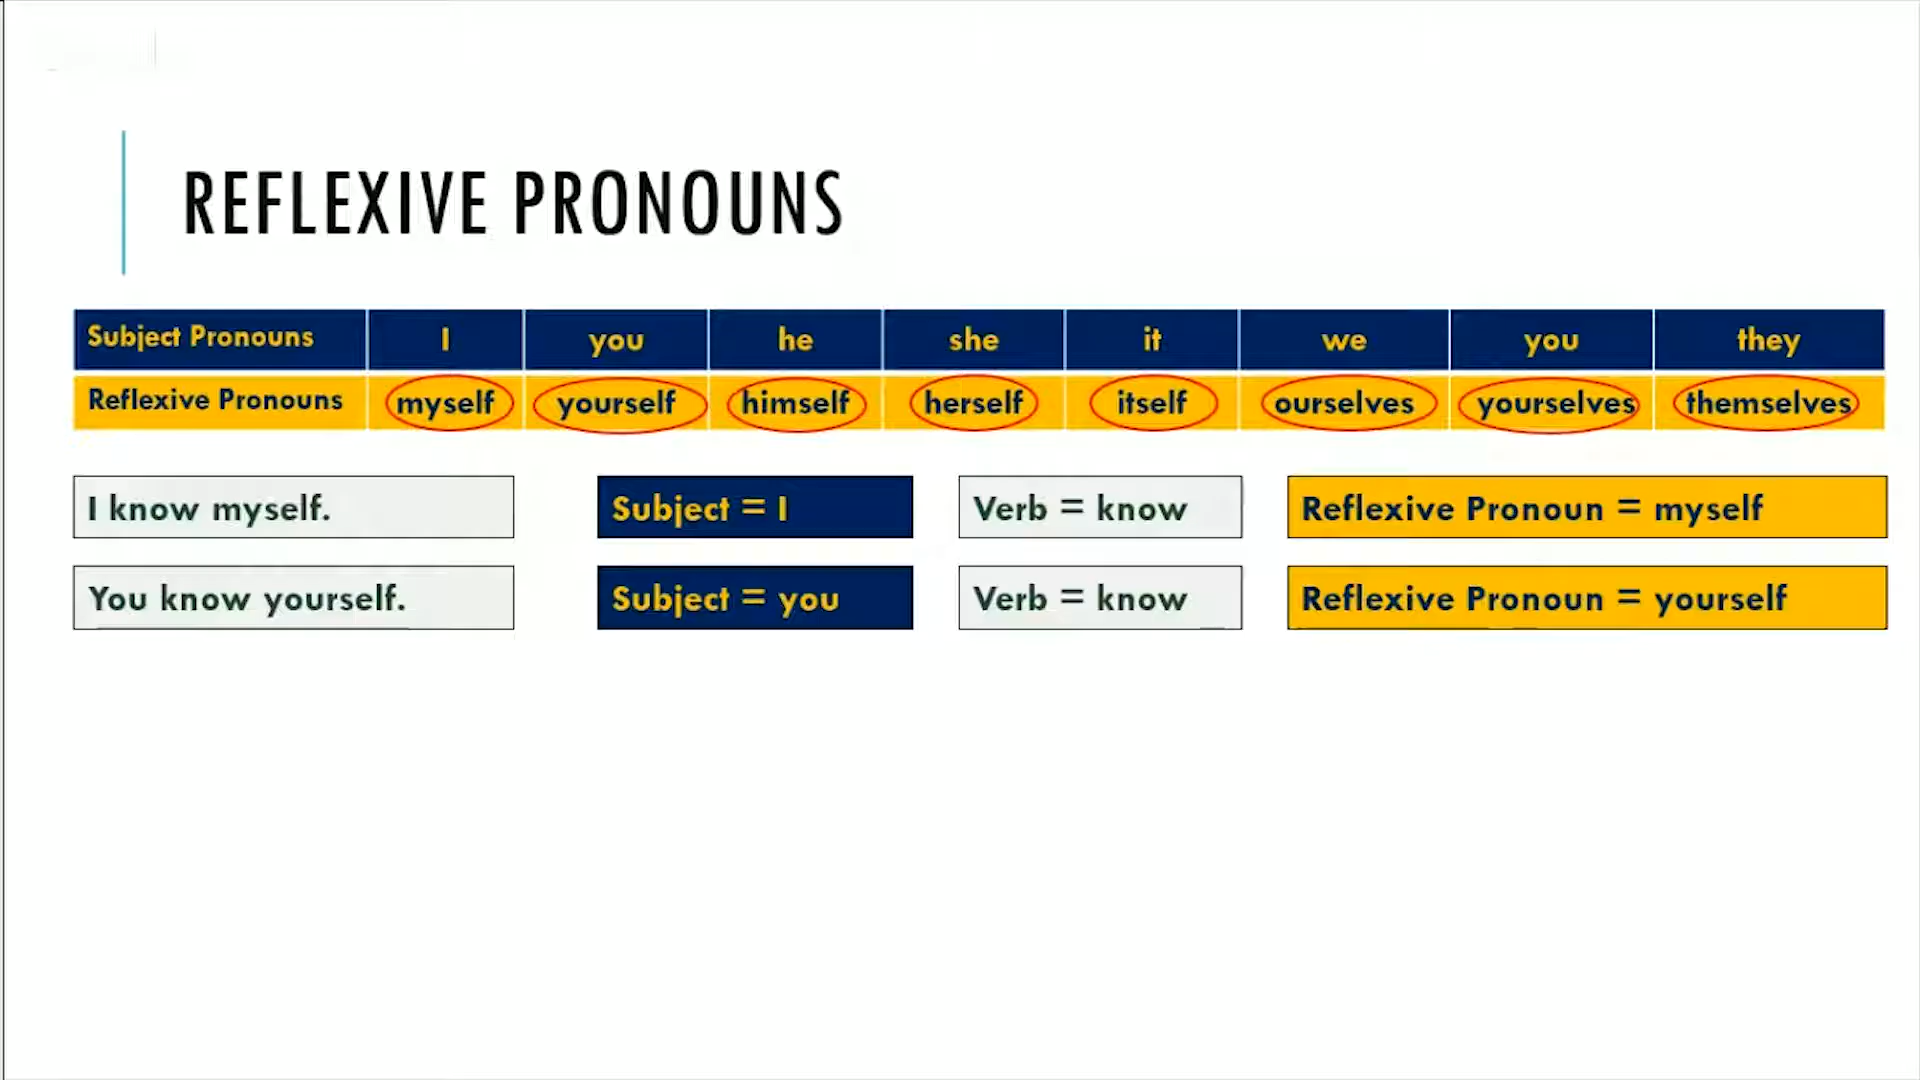 REFLEXIVE PRONOUNS
Subject Pronouns I you he she it we you they
Reflexive Pronouns myself yourself himself herself itself ourselves yourselves themselves
I know myself. Subject = I Verb = know Reflexive Pronoun = myself
You know yourself. Subject = you Verb = know Reflexive Pronoun = yourself